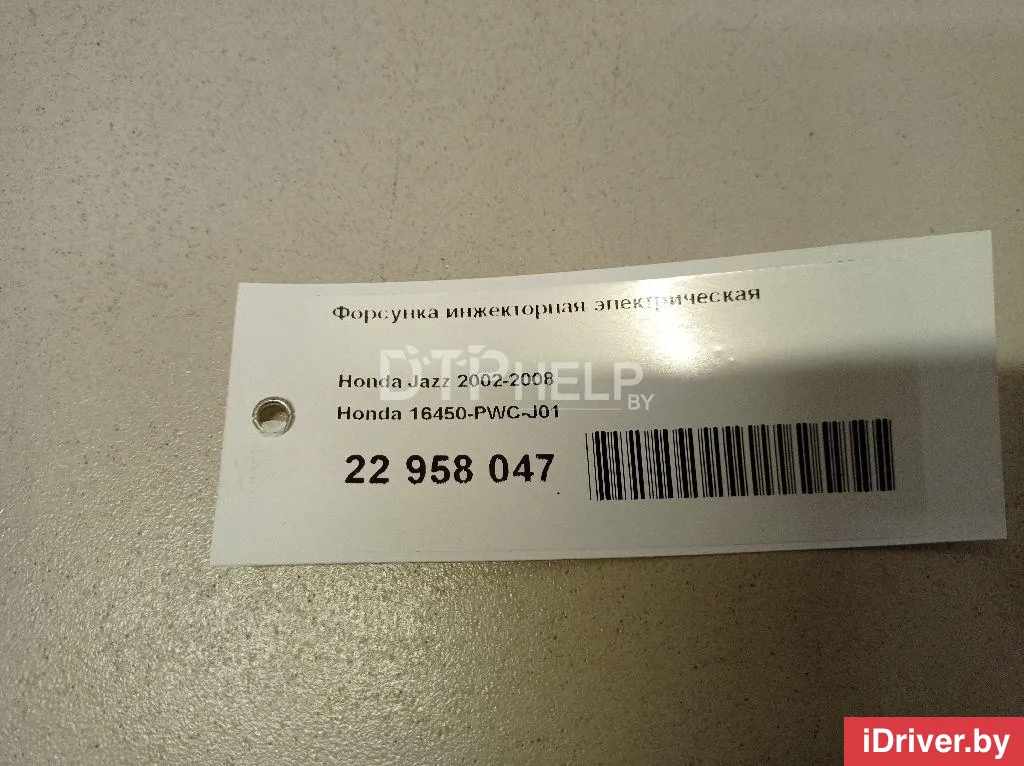 Форсунка инжекторная электрическая
Honda Jazz 2002-2008
DTPHELP
BY
Honda 16450-PWC-J01
22 958 047
iDriver.by